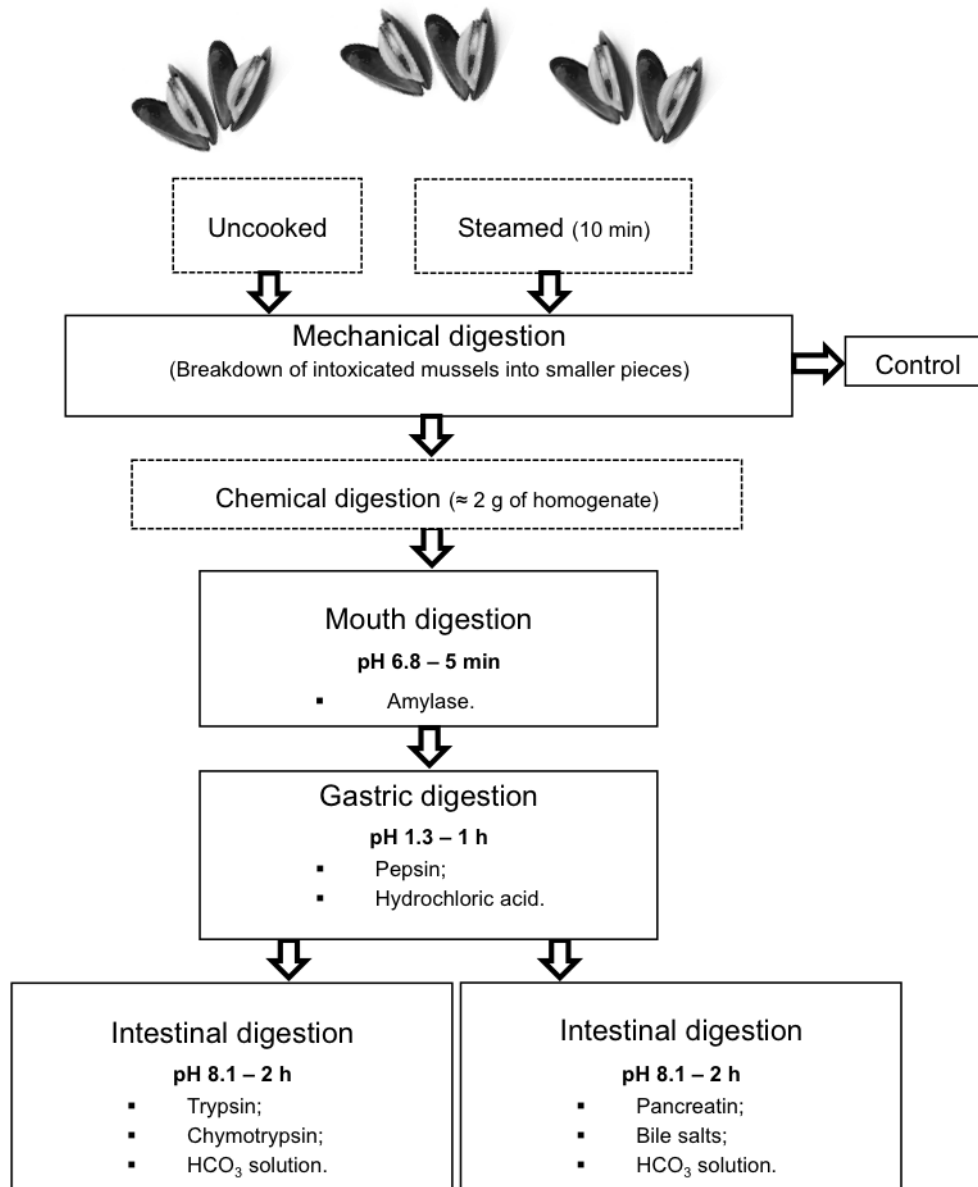 Uncooked
Steamed (10 min)
Mechanical digestion
(Breakdown of intoxicated mussels into smaller pieces)
Control
Chemical digestion (≈ 2 g of homogenate)
Mouth digestion
pH 6.8 – 5 min
▪ Amylase.
Gastric digestion
pH 1.3 – 1 h
▪ Pepsin;
▪ Hydrochloric acid.
Intestinal digestion
pH 8.1 – 2 h
▪ Trypsin;
▪ Chymotrypsin;
▪ HCO₃ solution.
Intestinal digestion
pH 8.1 – 2 h
▪ Pancreatin;
▪ Bile salts;
▪ HCO₃ solution.